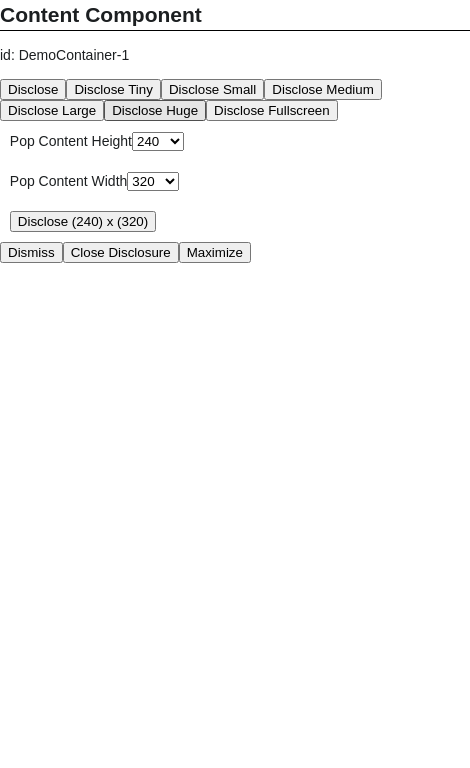 Content Component
id: DemoContainer-1
Disclose Disclose Tiny Disclose Small Disclose Medium
Disclose Large Disclose Huge Disclose Fullscreen
Pop Content Height 240
Pop Content Width 320
Disclose (240) x (320)
Dismiss Close Disclosure Maximize